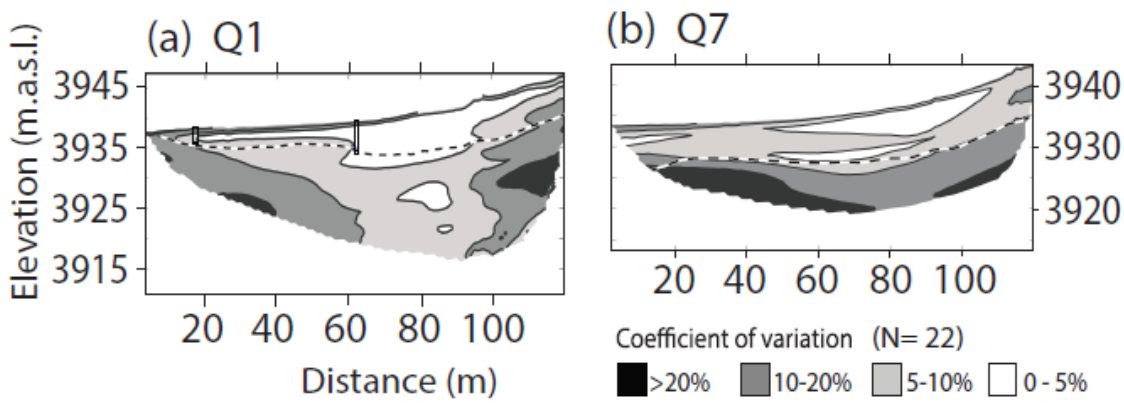 (a) Q1
(b) Q7
Elevation (m.a.s.l.)
3945
3935
3925
3915
3940
3930
3920
20 40 60 80 100
20 40 60 80 100
Distance (m)
Coefficient of variation (N= 22)
>20% 10-20% 5-10% 0 - 5%